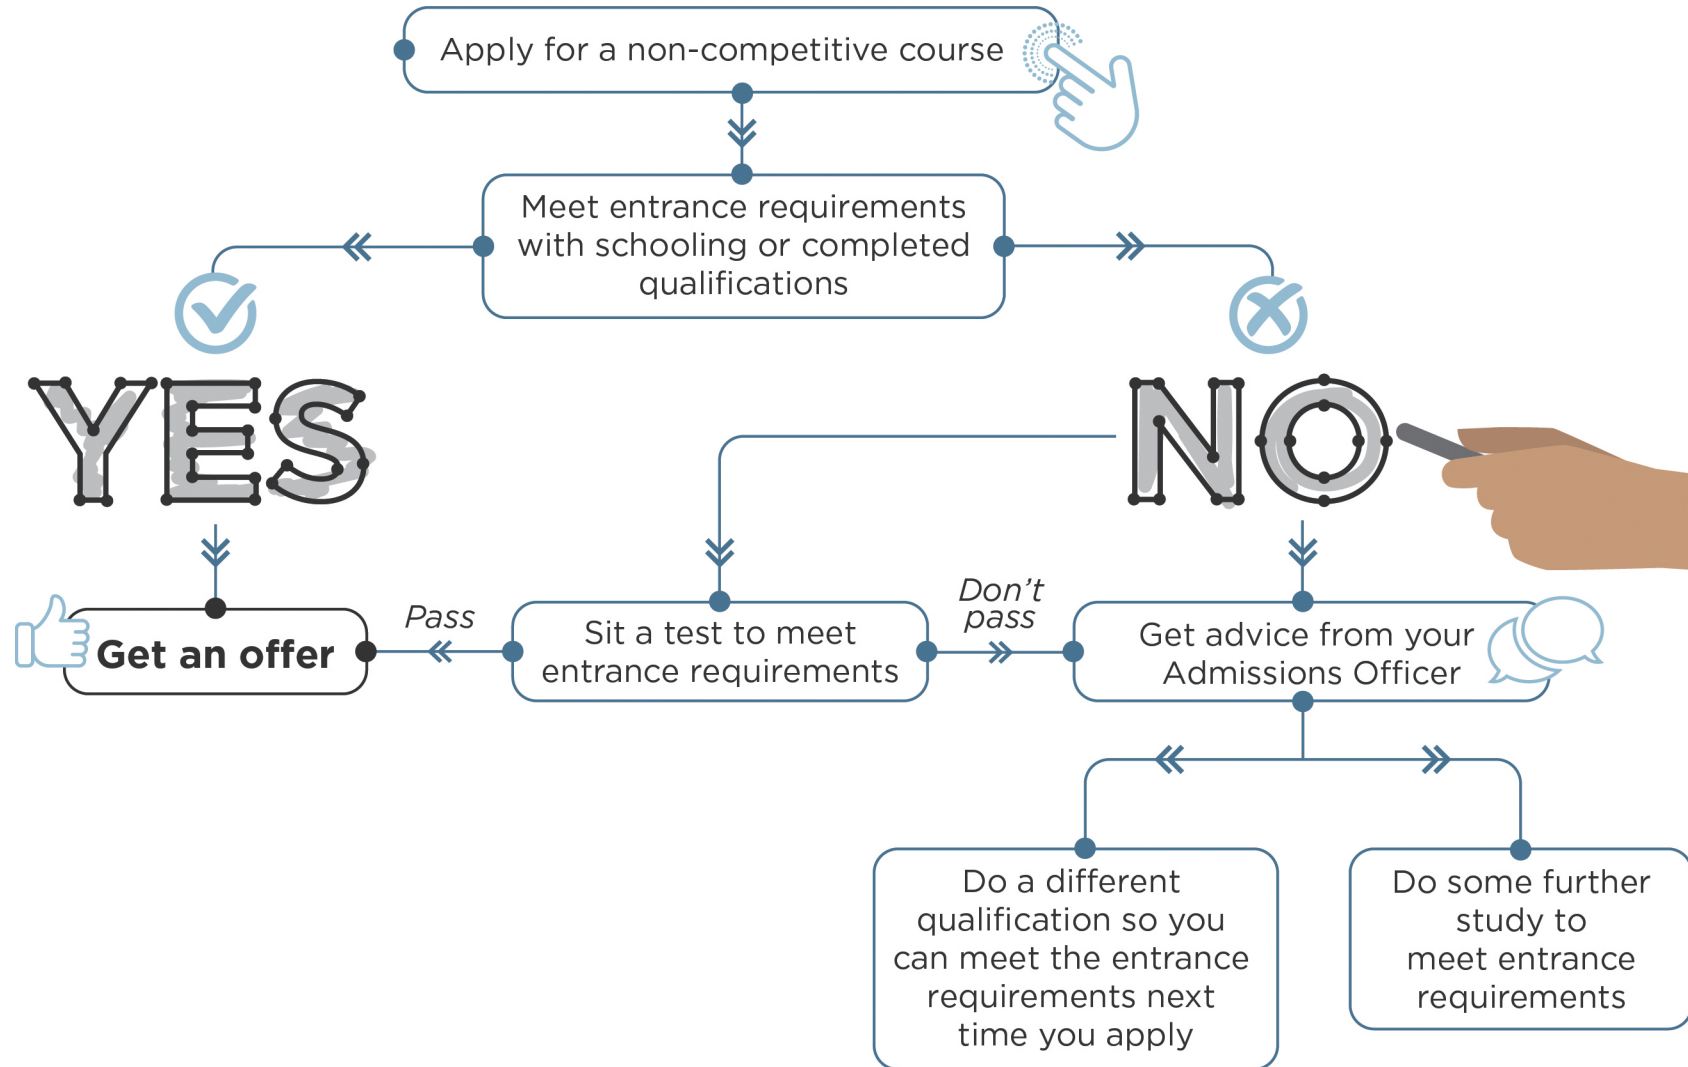 Apply for a non-competitive course
Meet entrance requirements
with schooling or completed
qualifications
YES
NO
Get an offer
Pass
Sit a test to meet
entrance requirements
Don't
pass
Get advice from your
Admissions Officer
Do a different
qualification so you
can meet the entrance
requirements next
time you apply
Do some further
study to
meet entrance
requirements